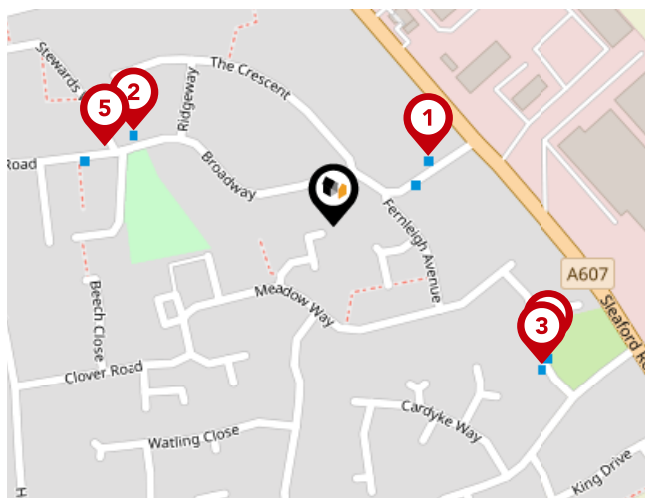 Stewards
The Crescent
Ridgeway
2
5
1
Road
Broadway
Fernleigh Avenue
A607
Sleaford R
Meadow Way
Beech Close
3
Clover Road
Cardyke Way
Watling Close
King Drive
H